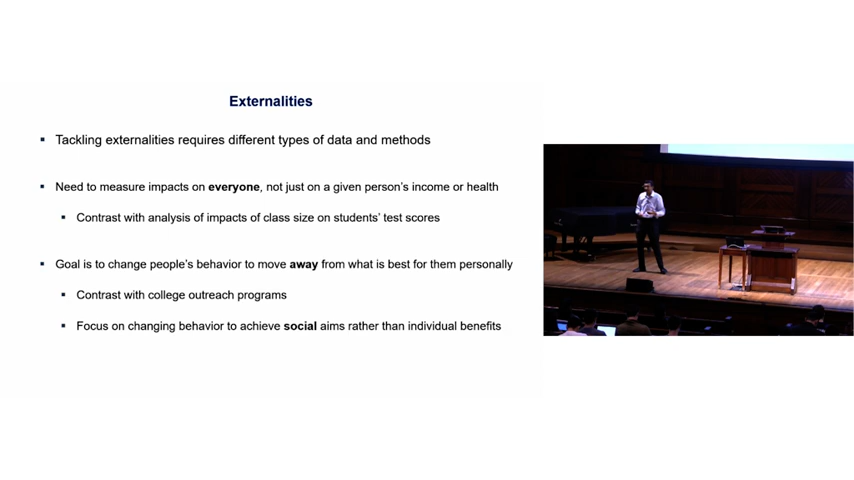 Externalities
▪ Tackling externalities requires different types of data and methods
▪ Need to measure impacts on everyone, not just on a given person's income or health
▪ Contrast with analysis of impacts of class size on students' test scores
▪ Goal is to change people's behavior to move away from what is best for them personally
▪ Contrast with college outreach programs
▪ Focus on changing behavior to achieve social aims rather than individual benefits